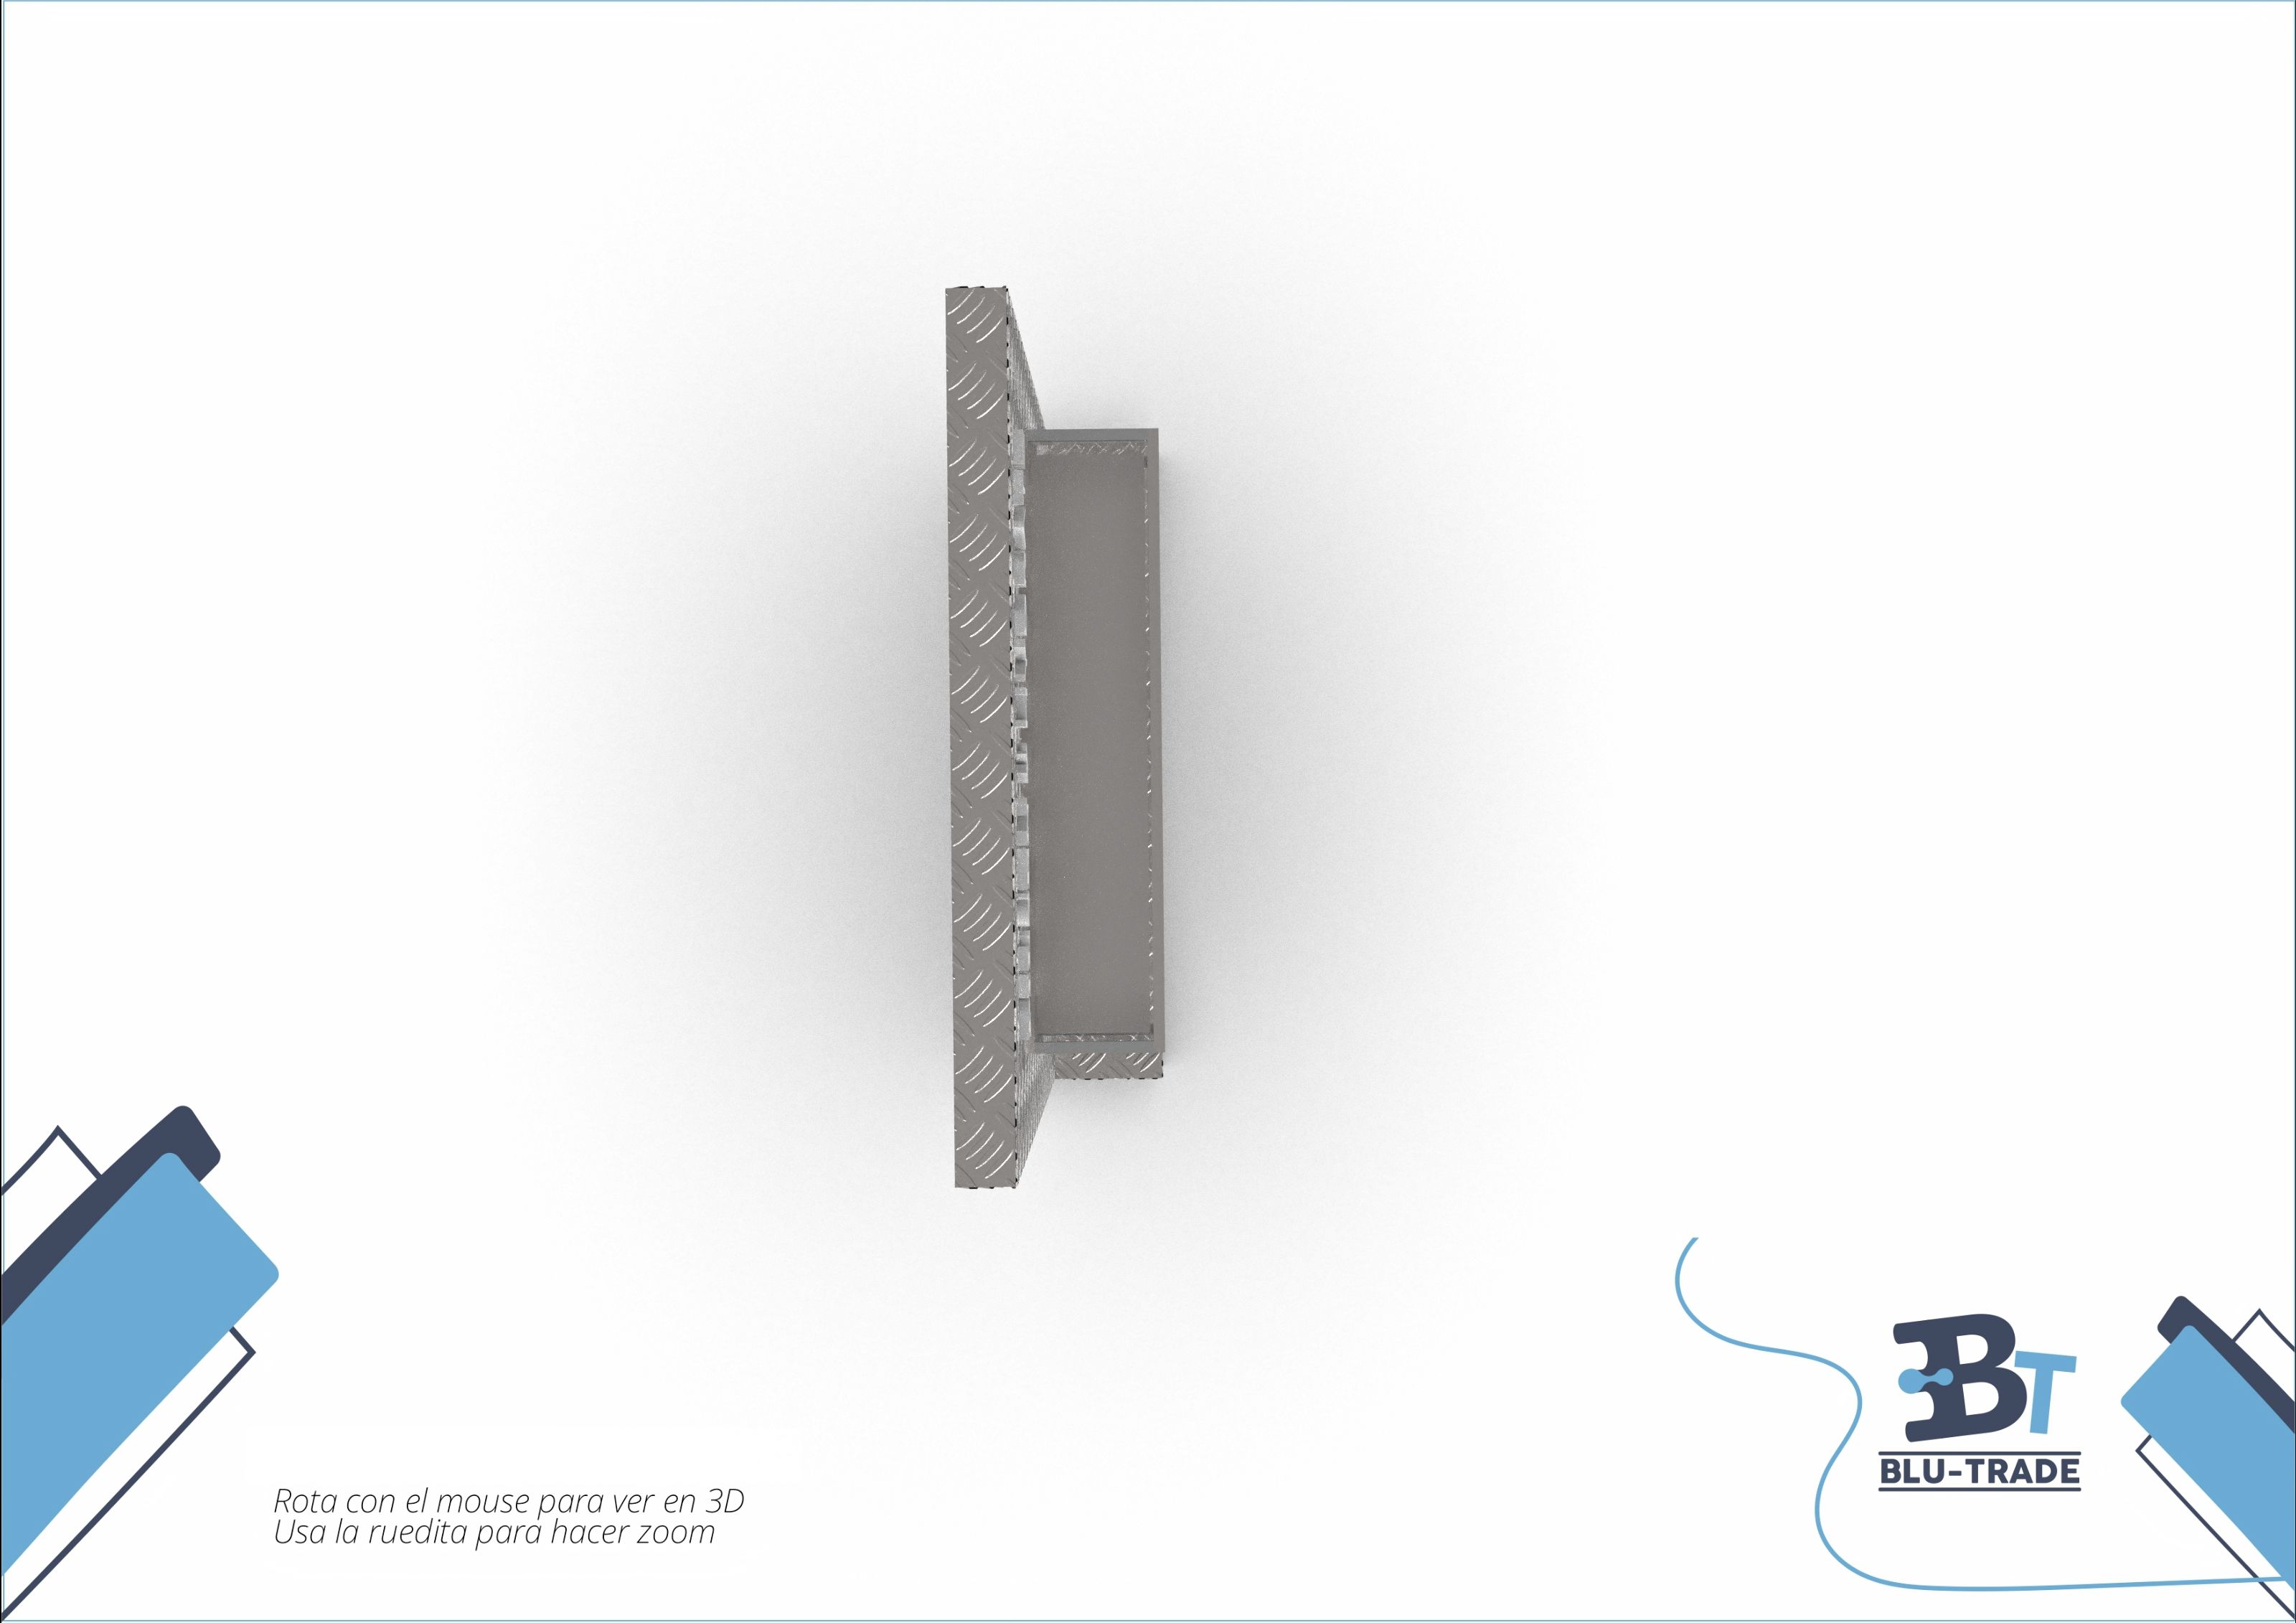 Rota con el mouse para ver en 3D
Usa la ruedita para hacer zoom
BT
BLU-TRADE